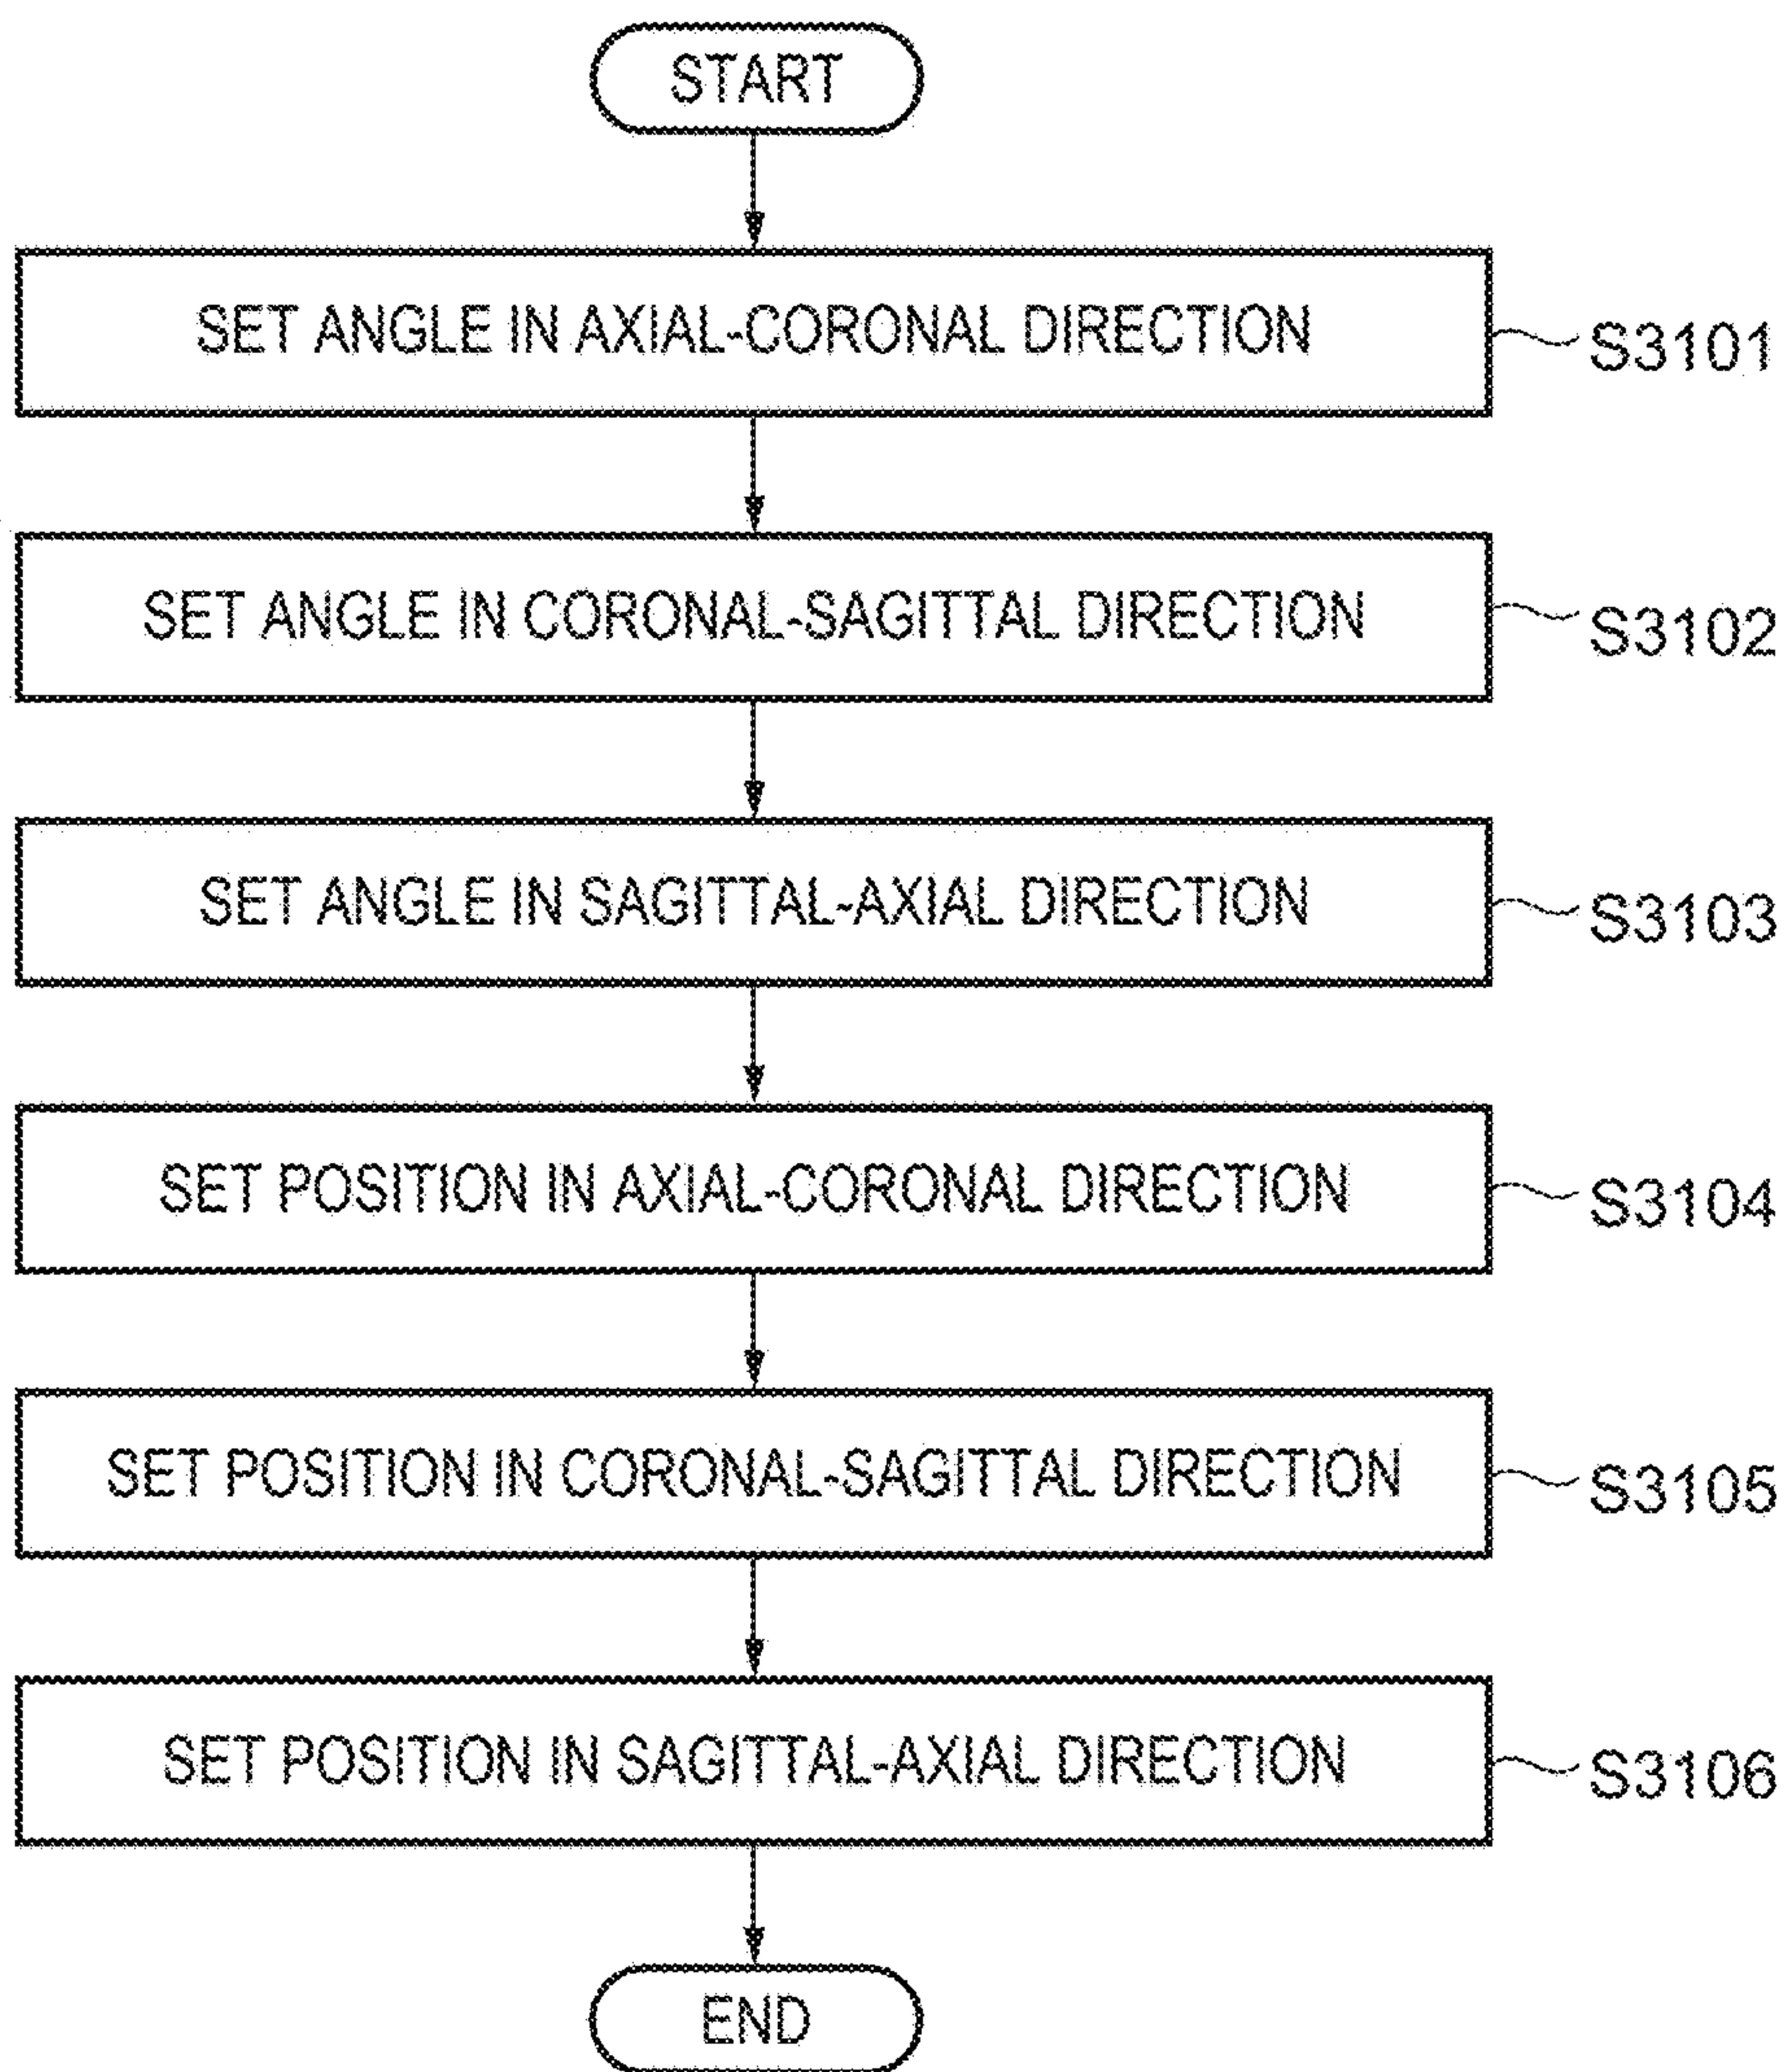 START
SET ANGLE IN AXIAL-CORONAL DIRECTION
S3101
SET ANGLE IN CORONAL-SAGITTAL DIRECTION
S3102
SET ANGLE IN SAGITTAL-AXIAL DIRECTION
S3103
SET POSITION IN AXIAL-CORONAL DIRECTION
S3104
SET POSITION IN CORONAL-SAGITTAL DIRECTION
S3105
SET POSITION IN SAGITTAL-AXIAL DIRECTION
S3106
END